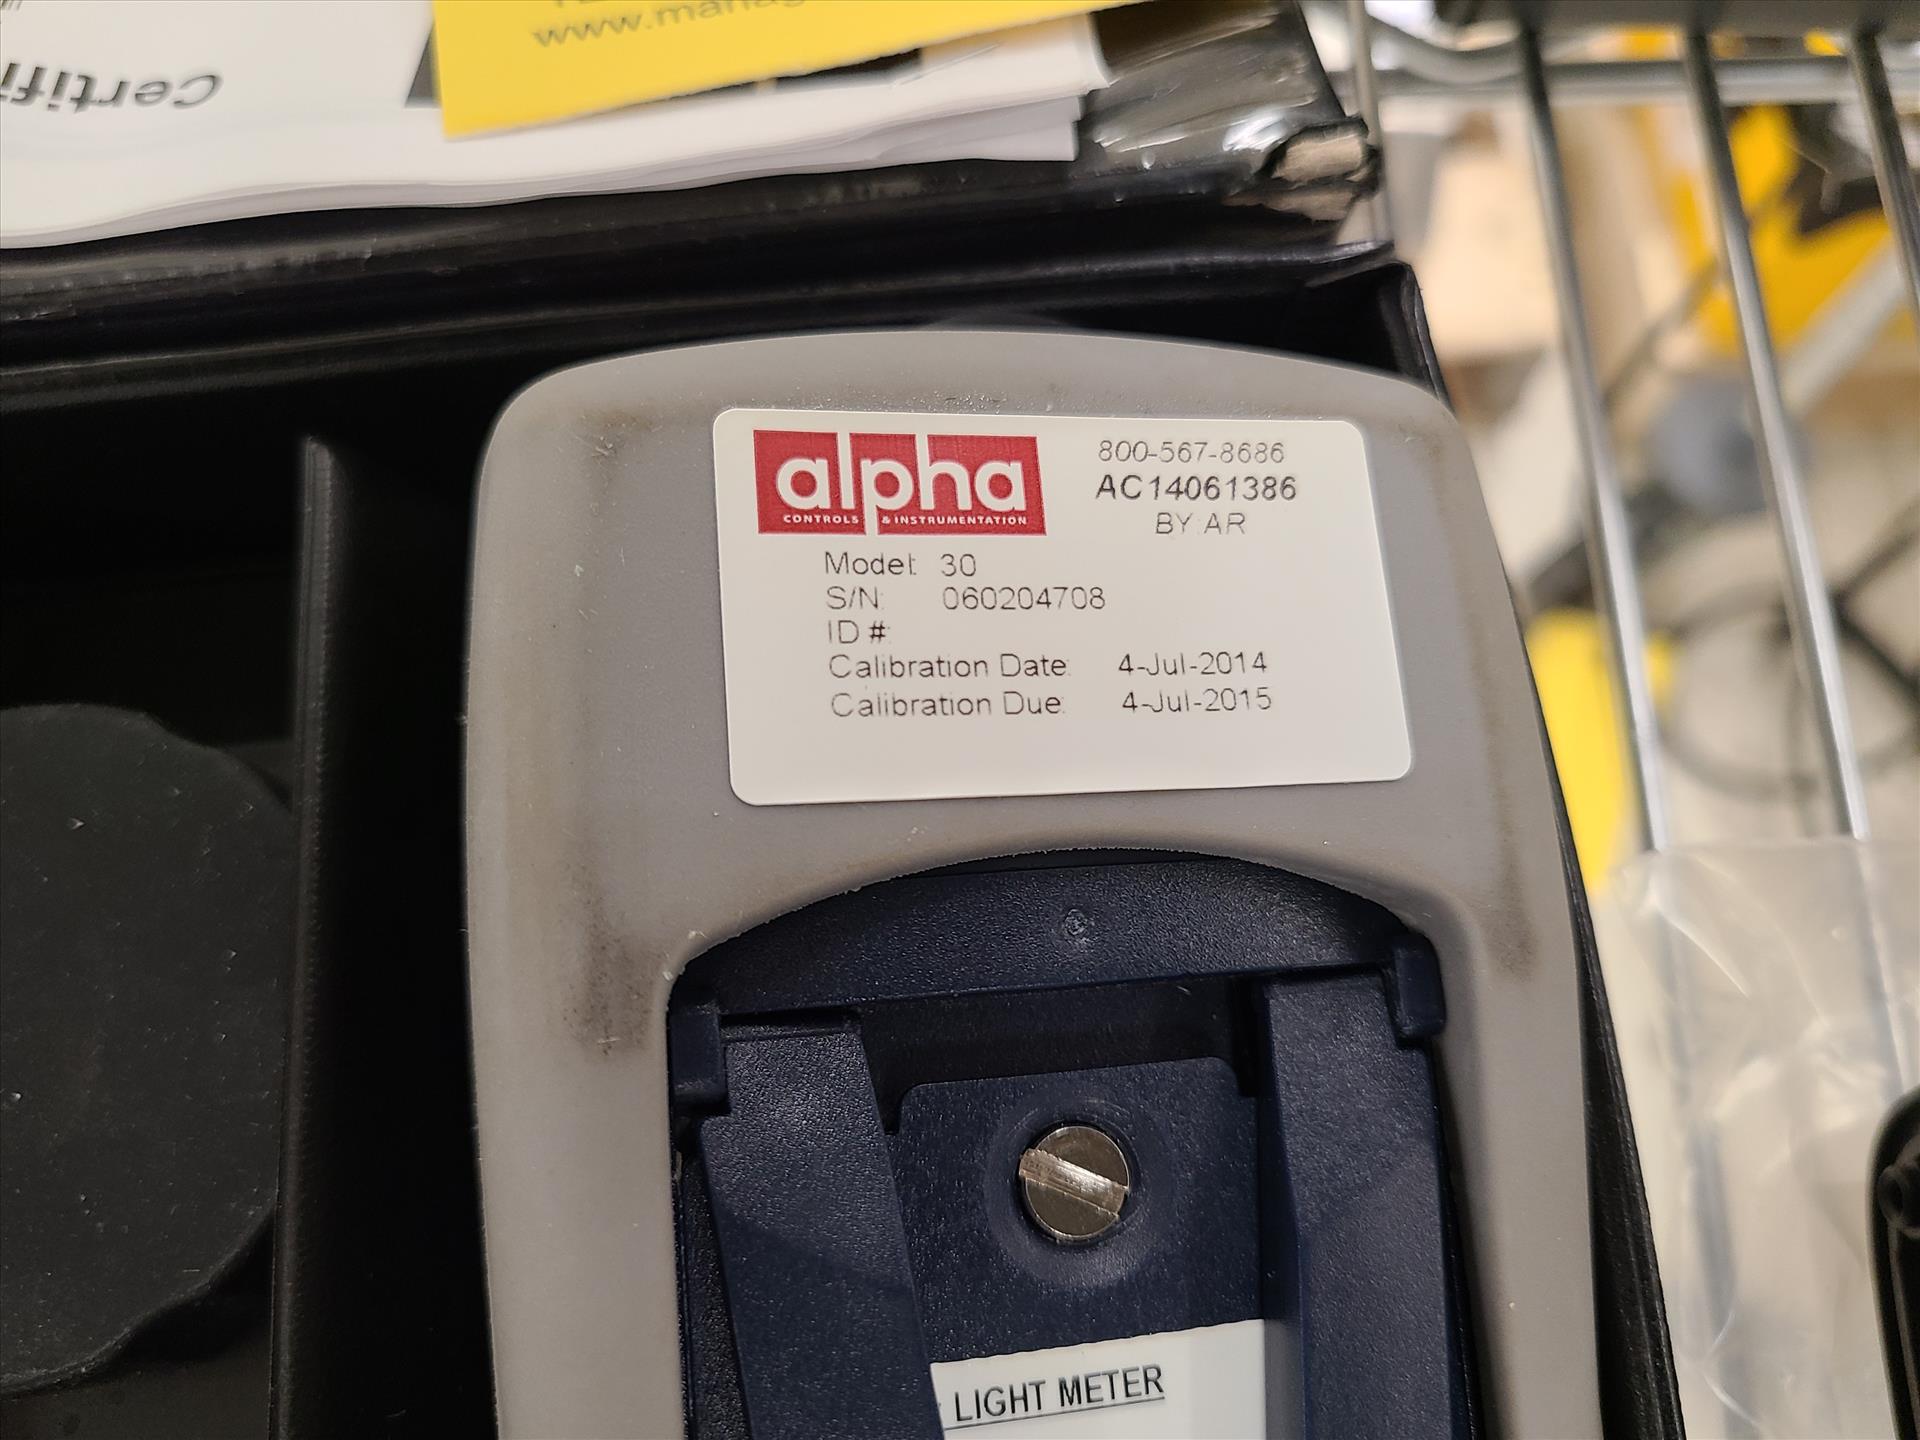 www.manag
Certifi
alpha
CONTROLS & INSTRUMENTATION
800-567-8686
AC14061386
BY:AR
Model: 30
S/N: 060204708
ID #:
Calibration Date: 4-Jul-2014
Calibration Due: 4-Jul-2015
LIGHT METER